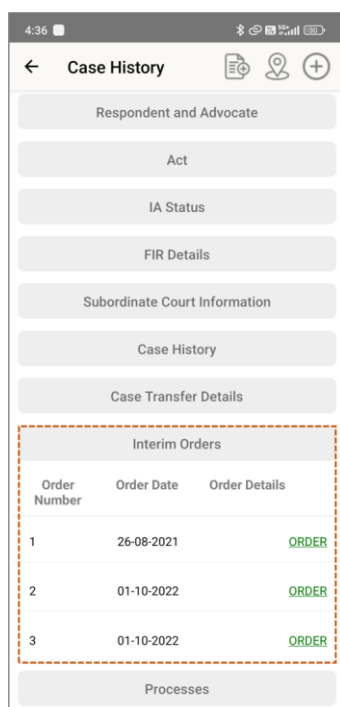 4:36
Case History
Respondent and Advocate
Act
IA Status
FIR Details
Subordinate Court Information
Case History
Case Transfer Details
Interim Orders
Order Number Order Date Order Details
1 26-08-2021 ORDER
2 01-10-2022 ORDER
3 01-10-2022 ORDER
Processes